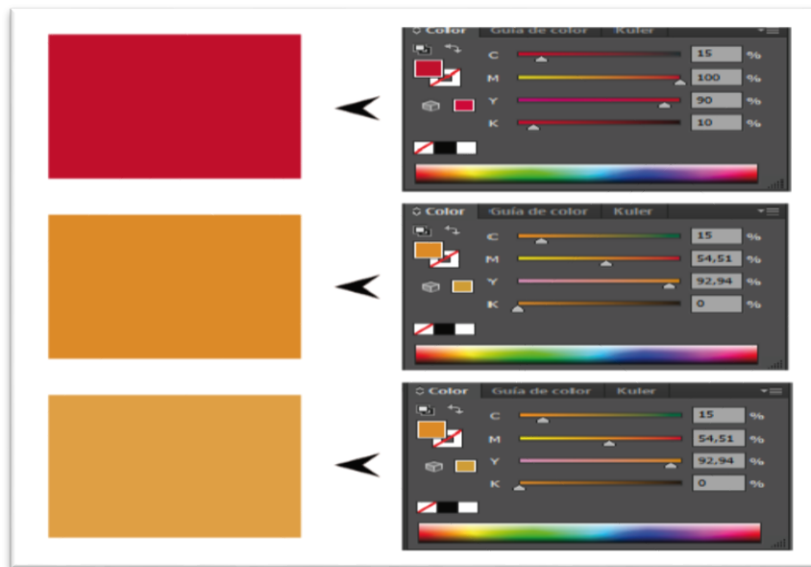 Color Guía de color Kuler
C 15 %
M 100 %
Y 90 %
K 10 %
Color Guía de color Kuler
C 15 %
M 54,51 %
Y 92,94 %
K 0 %
Color Guía de color Kuler
C 15 %
M 54,51 %
Y 92,94 %
K 0 %